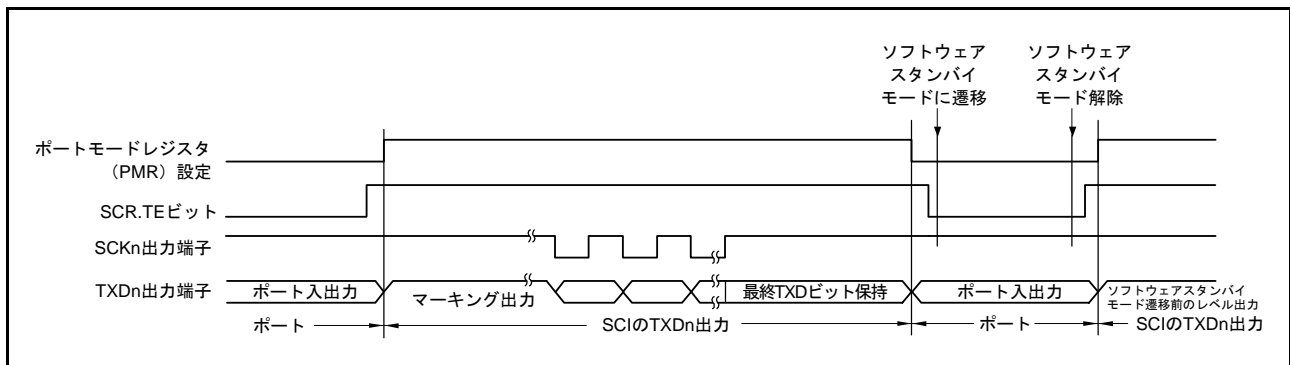 ソフトウェア
スタンバイ
モードに遷移
ソフトウェア
スタンバイ
モード解除
ポートモードレジスタ
（PMR）設定
SCR.TEビット
SCKn出力端子
TXDn出力端子
ポート入出力
マーキング出力
最終TXDビット保持
ポート入出力
ソフトウェアスタンバイ
モード遷移前のレベル出力
ポート
SCIのTXDn出力
ポート
SCIのTXDn出力